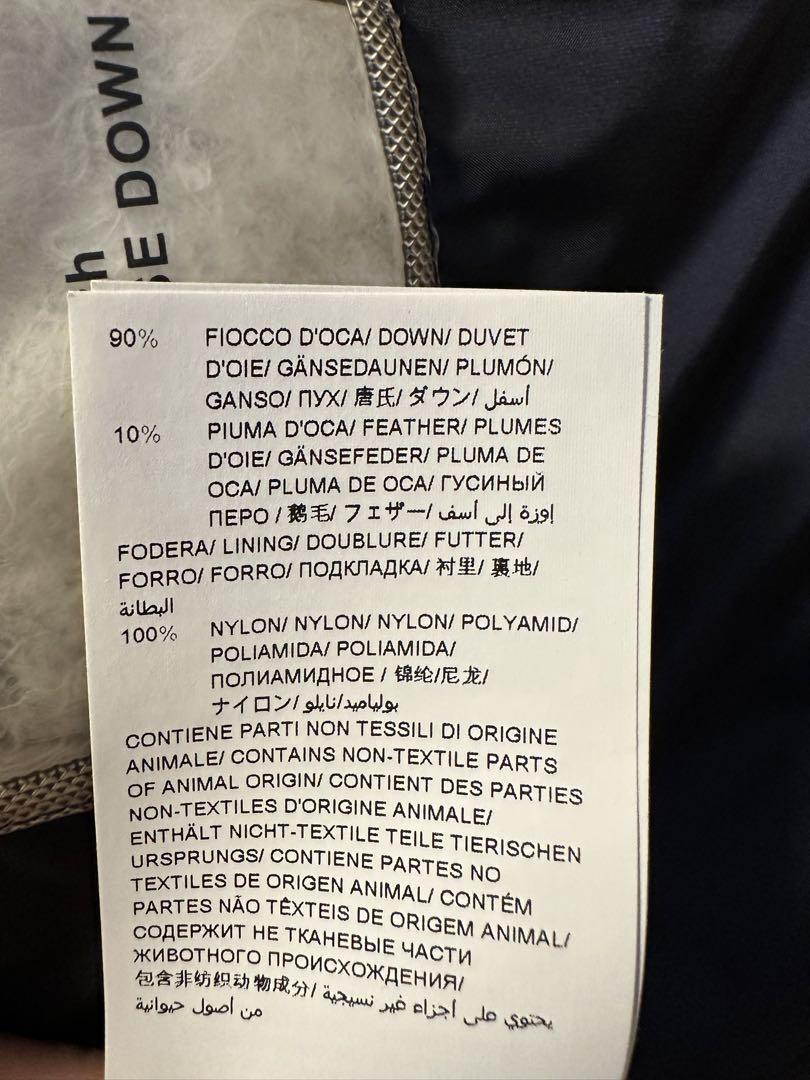 h
SE DOWN
90% FIOCCO D'OCA/ DOWN/ DUVET
D'OIE/ GÄNSEDAUNEN/ PLUMÓN/
GANSO/ ПУХ/ 唐氏/ ダウン/ أسفل
10% PIUMA D'OCA/ FEATHER/ PLUMES
D'OIE/ GÄNSEFEDER/ PLUMA DE
OCA/ PLUMA DE OCA/ ГУСИНЫЙ
ПЕРО / 鹅毛/ フェザー/ إوزة إلى أسف
FODERA/ LINING/ DOUBLURE/ FUTTER/
FORRO/ FORRO/ ПОДКЛАДКА/ 衬里/ 裏地/
البطانة
100% NYLON/ NYLON/ NYLON/ POLYAMID/
POLIAMIDA/ POLIAMIDA/
ПОЛИАМИДНОЕ / 锦纶/尼龙/
ナイロン/ بولياميد/نايلو
CONTIENE PARTI NON TESSILI DI ORIGINE
ANIMALE/ CONTAINS NON-TEXTILE PARTS
OF ANIMAL ORIGIN/ CONTIENT DES PARTIES
NON-TEXTILES D'ORIGINE ANIMALE/
ENTHÄLT NICHT-TEXTILE TEILE TIERISCHEN
URSPRUNGS/ CONTIENE PARTES NO
TEXTILES DE ORIGEN ANIMAL/ CONTÉM
PARTES NÃO TÊXTEIS DE ORIGEM ANIMAL/
СОДЕРЖИТ НЕ ТКАНЕВЫЕ ЧАСТИ
ЖИВОТНОГО ПРОИСХОЖДЕНИЯ/
包含非纺织动物成分/ يحتوي على أجزاء غير نسيجية
من أصول حيوانية